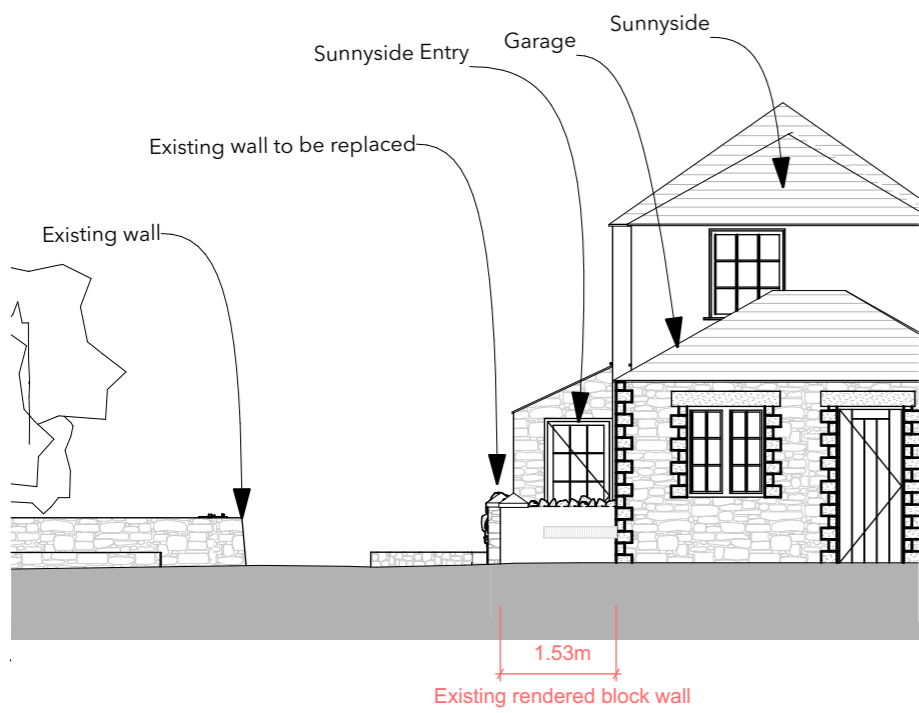 Sunnyside
Garage
Sunnyside Entry
Existing wall to be replaced
Existing wall
1.53m
Existing rendered block wall